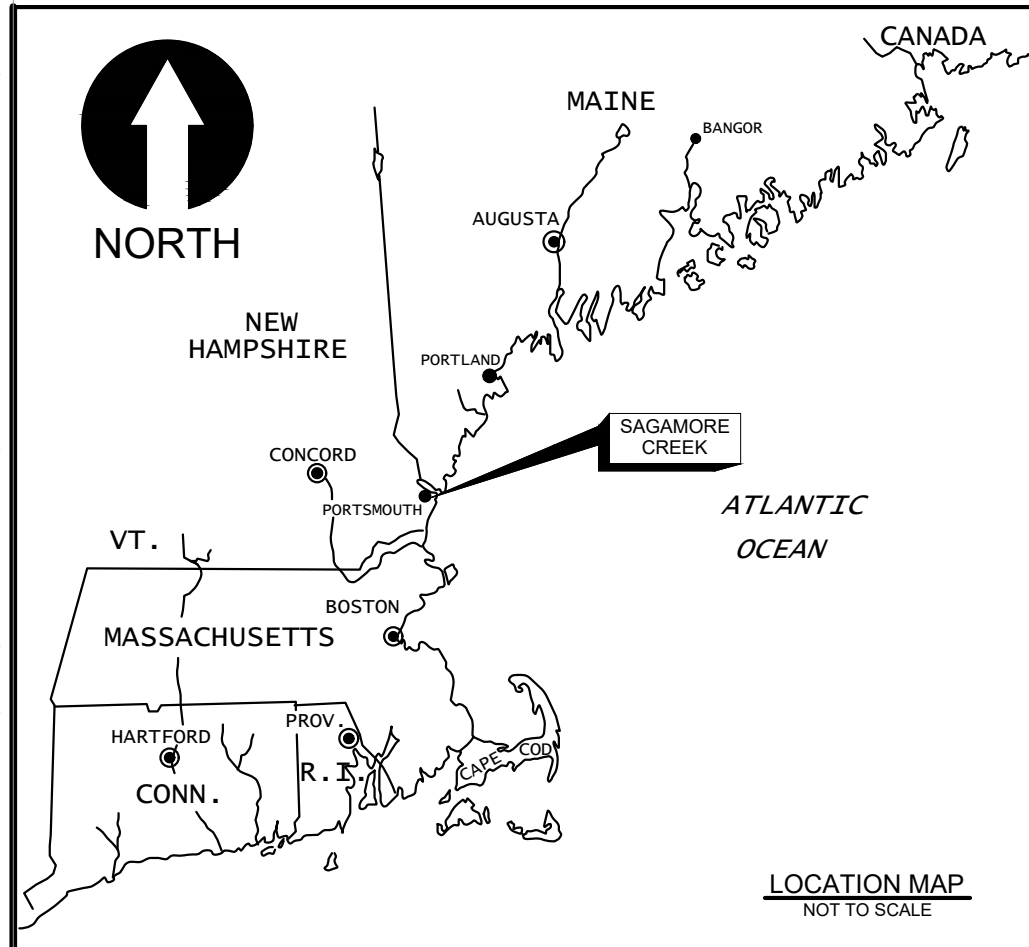 CANADA
MAINE
BANGOR
NORTH
AUGUSTA
NEW
HAMPSHIRE
PORTLAND
SAGAMORE
CREEK
CONCORD
PORTSMOUTH
ATLANTIC
OCEAN
VT.
BOSTON
MASSACHUSETTS
PROV.
HARTFORD
CAPE COD
R.I.
CONN.
LOCATION MAP
NOT TO SCALE